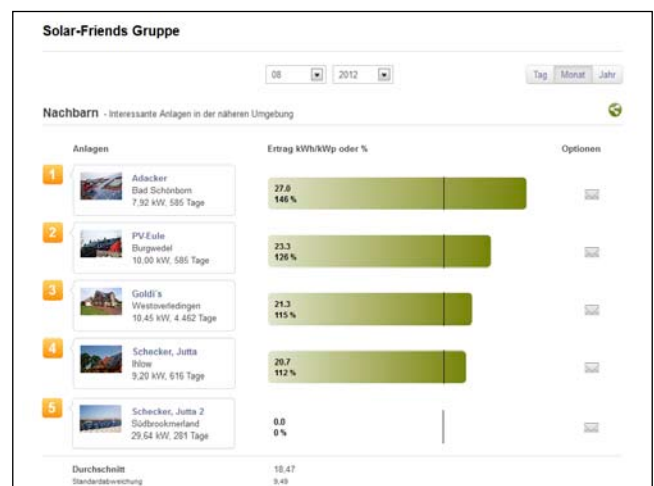 Solar-Friends Gruppe
08 2012 Tag Monat Jahr
Nachbarn - Interessante Anlagen in der näheren Umgebung
Anlagen Ertrag kWh/kWp oder % Optionen
1 Adacker
Bad Schönborn
7,92 kW, 585 Tage
27.0
146 %
2 PV-Eule
Burgwedel
10,00 kW, 585 Tage
23.3
126 %
3 Goldi's
Westoverledingen
10,45 kW, 4.462 Tage
21.3
115 %
4 Schecker, Jutta
Ihlow
9,20 kW, 616 Tage
20.7
112 %
5 Schecker, Jutta 2
Südbrookmerland
29,64 kW, 281 Tage
0.0
0 %
Durchschnitt 18,47
Standardabweichung 9,49